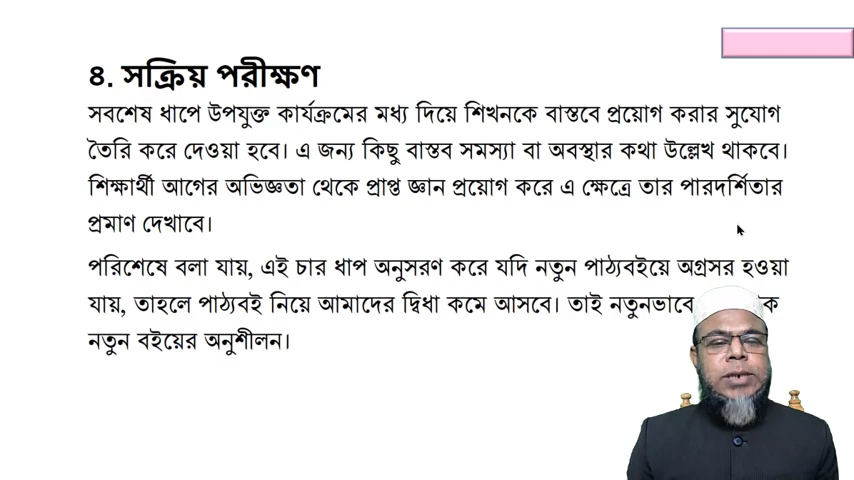 ৪. সক্রিয় পরীক্ষণ
সবশেষ ধাপে উপযুক্ত কার্যক্রমের মধ্য দিয়ে শিখনকে বাস্তবে প্রয়োগ করার সুযোগ
তৈরি করে দেওয়া হবে। এ জন্য কিছু বাস্তব সমস্যা বা অবস্থার কথা উল্লেখ থাকবে।
শিক্ষার্থী আগের অভিজ্ঞতা থেকে প্রাপ্ত জ্ঞান প্রয়োগ করে এ ক্ষেত্রে তার পারদর্শিতার
প্রমাণ দেখাবে।
পরিশেষে বলা যায়, এই চার ধাপ অনুসরণ করে যদি নতুন পাঠ্যবইয়ে অগ্রসর হওয়া
যায়, তাহলে পাঠ্যবই নিয়ে আমাদের দ্বিধা কমে আসবে। তাই নতুনভাবে
নতুন বইয়ের অনুশীলন।